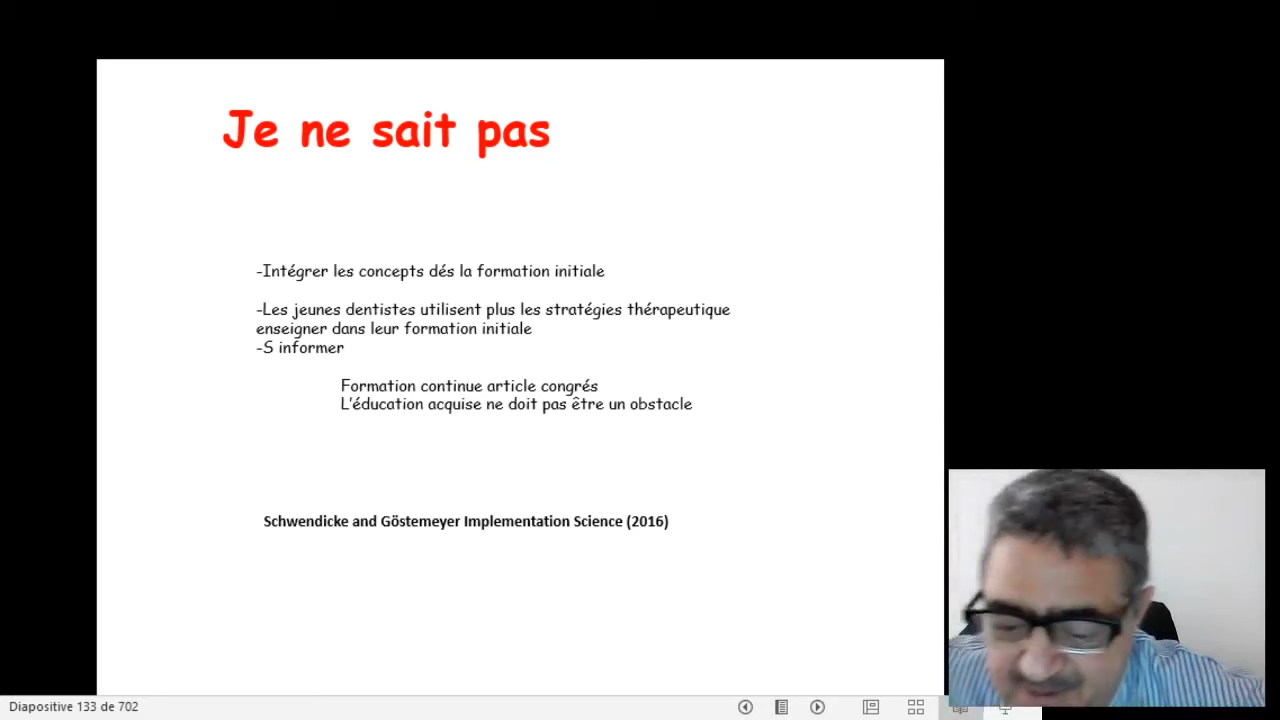 Je ne sait pas
-Intégrer les concepts dés la formation initiale
-Les jeunes dentistes utilisent plus les stratégies thérapeutique
enseigner dans leur formation initiale
-S informer
Formation continue article congrés
L'éducation acquise ne doit pas être un obstacle
Schwendicke and Göstemeyer Implementation Science (2016)
Diapositive 133 de 702